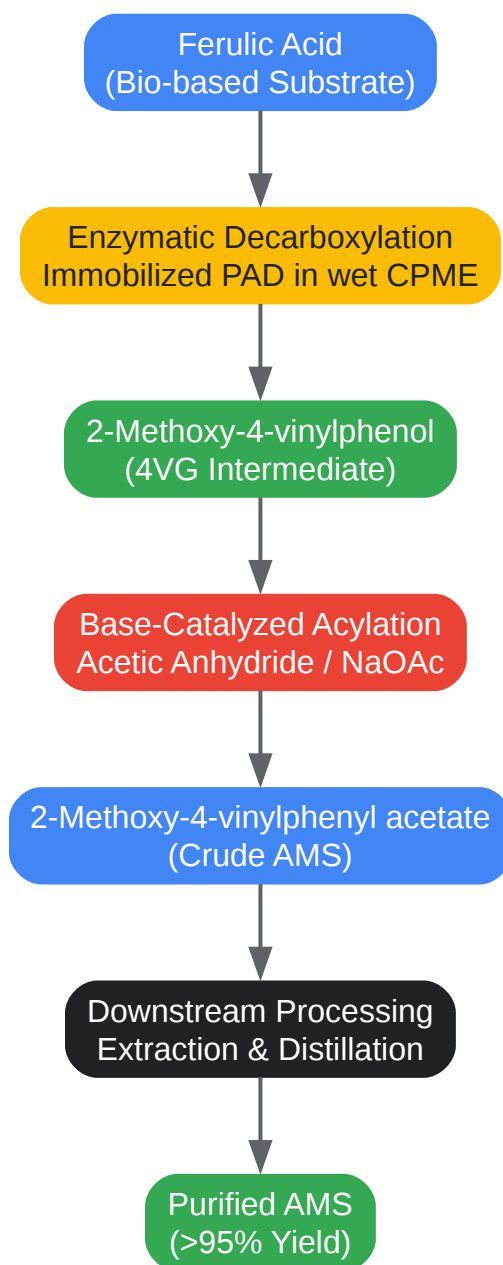 Ferulic Acid
(Bio-based Substrate)
Enzymatic Decarboxylation
Immobilized PAD in wet CPME
2-Methoxy-4-vinylphenol
(4VG Intermediate)
Base-Catalyzed Acylation
Acetic Anhydride / NaOAc
2-Methoxy-4-vinylphenyl acetate
(Crude AMS)
Downstream Processing
Extraction & Distillation
Purified AMS
(>95% Yield)